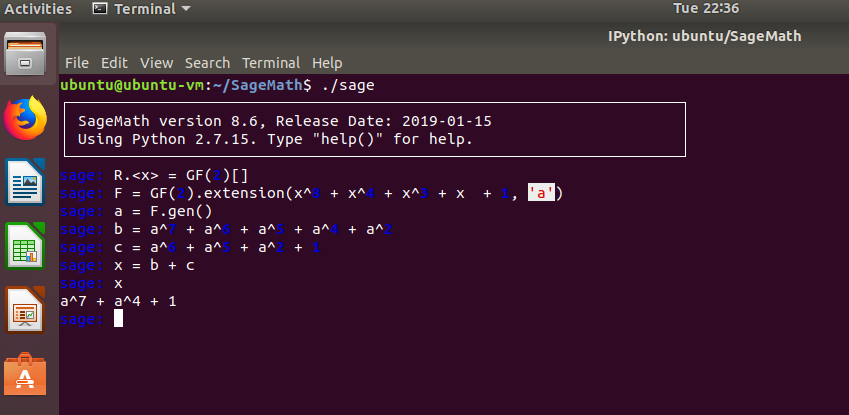 Activities Terminal Tue 22:36
IPython: ubuntu/SageMath
File Edit View Search Terminal Help
ubuntu@ubuntu-vm:~/SageMath$ ./sage
SageMath version 8.6, Release Date: 2019-01-15
Using Python 2.7.15. Type "help()" for help.
sage: R.<x> = GF(2)[]
sage: F = GF(2).extension(x^8 + x^4 + x^3 + x  + 1, 'a')
sage: a = F.gen()
sage: b = a^7 + a^6 + a^5 + a^4 + a^2
sage: c = a^6 + a^5 + a^2 + 1
sage: x = b + c
sage: x
a^7 + a^4 + 1
sage: